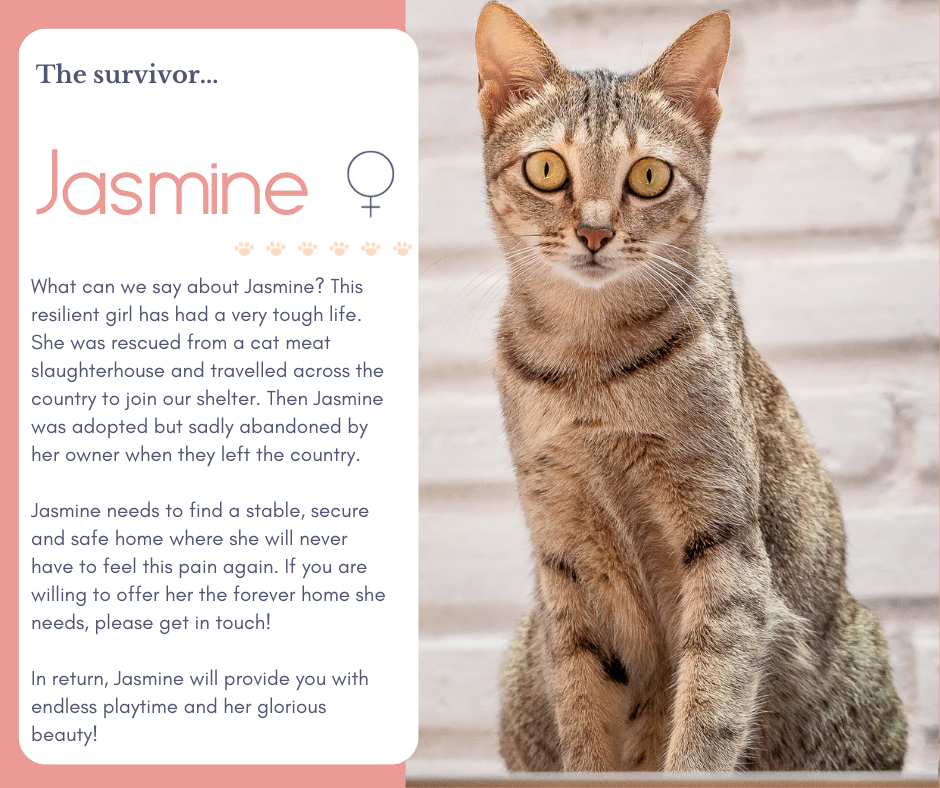 The survivor...
Jasmine
What can we say about Jasmine? This
resilient girl has had a very tough life.
She was rescued from a cat meat
slaughterhouse and travelled across the
country to join our shelter. Then Jasmine
was adopted but sadly abandoned by
her owner when they left the country.
Jasmine needs to find a stable, secure
and safe home where she will never
have to feel this pain again. If you are
willing to offer her the forever home she
needs, please get in touch!
In return, Jasmine will provide you with
endless playtime and her glorious
beauty!